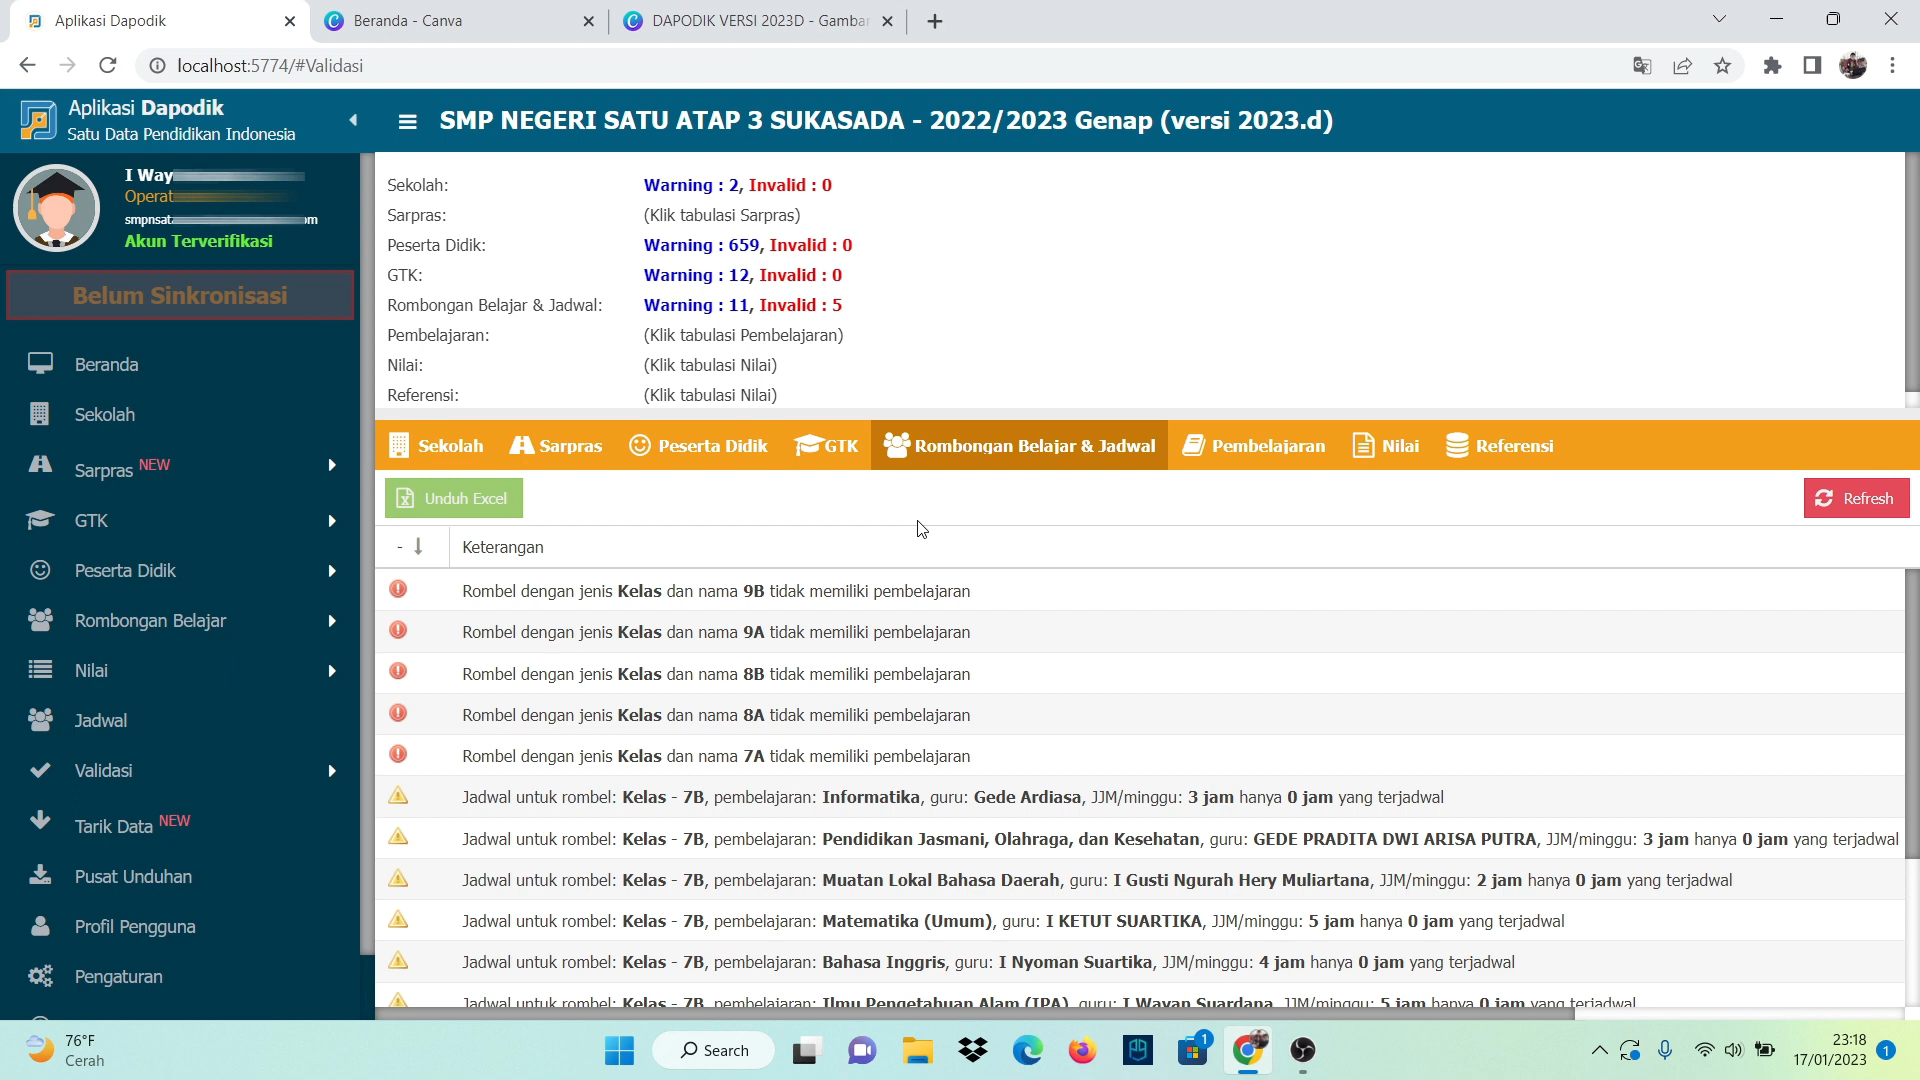 Aplikasi Dapodik
Beranda - Canva
DAPODIK VERSI 2023D - Gambar
localhost:5774/#Validasi
Aplikasi Dapodik
Satu Data Pendidikan Indonesia
SMP NEGERI SATU ATAP 3 SUKASADA - 2022/2023 Genap (versi 2023.d)
I Way
Operat
smpnsat
m
Akun Terverifikasi
Belum Sinkronisasi
Beranda
Sekolah
Sarpras NEW
GTK
Peserta Didik
Rombongan Belajar
Nilai
Jadwal
Validasi
Tarik Data NEW
Pusat Unduhan
Profil Pengguna
Pengaturan
Sekolah: Warning : 2, Invalid : 0
Sarpras: (Klik tabulasi Sarpras)
Peserta Didik: Warning : 659, Invalid : 0
GTK: Warning : 12, Invalid : 0
Rombongan Belajar & Jadwal: Warning : 11, Invalid : 5
Pembelajaran: (Klik tabulasi Pembelajaran)
Nilai: (Klik tabulasi Nilai)
Referensi: (Klik tabulasi Nilai)
Sekolah Sarpras Peserta Didik GTK Rombongan Belajar & Jadwal Pembelajaran Nilai Referensi
Unduh Excel Refresh
- Keterangan
Rombel dengan jenis Kelas dan nama 9B tidak memiliki pembelajaran
Rombel dengan jenis Kelas dan nama 9A tidak memiliki pembelajaran
Rombel dengan jenis Kelas dan nama 8B tidak memiliki pembelajaran
Rombel dengan jenis Kelas dan nama 8A tidak memiliki pembelajaran
Rombel dengan jenis Kelas dan nama 7A tidak memiliki pembelajaran
Jadwal untuk rombel: Kelas - 7B, pembelajaran: Informatika, guru: Gede Ardiasa, JJM/minggu: 3 jam hanya 0 jam yang terjadwal
Jadwal untuk rombel: Kelas - 7B, pembelajaran: Pendidikan Jasmani, Olahraga, dan Kesehatan, guru: GEDE PRADITA DWI ARISA PUTRA, JJM/minggu: 3 jam hanya 0 jam yang terjadwal
Jadwal untuk rombel: Kelas - 7B, pembelajaran: Muatan Lokal Bahasa Daerah, guru: I Gusti Ngurah Hery Muliartana, JJM/minggu: 2 jam hanya 0 jam yang terjadwal
Jadwal untuk rombel: Kelas - 7B, pembelajaran: Matematika (Umum), guru: I KETUT SUARTIKA, JJM/minggu: 5 jam hanya 0 jam yang terjadwal
Jadwal untuk rombel: Kelas - 7B, pembelajaran: Bahasa Inggris, guru: I Nyoman Suartika, JJM/minggu: 4 jam hanya 0 jam yang terjadwal
Jadwal untuk rombel: Kelas - 7B, pembelajaran: Ilmu Pengetahuan Alam (IPA), guru: I Wayan Suardana, JJM/minggu: 5 jam hanya 0 jam yang terjadwal
76°F
Cerah
Search
1
23:18
17/01/2023
1